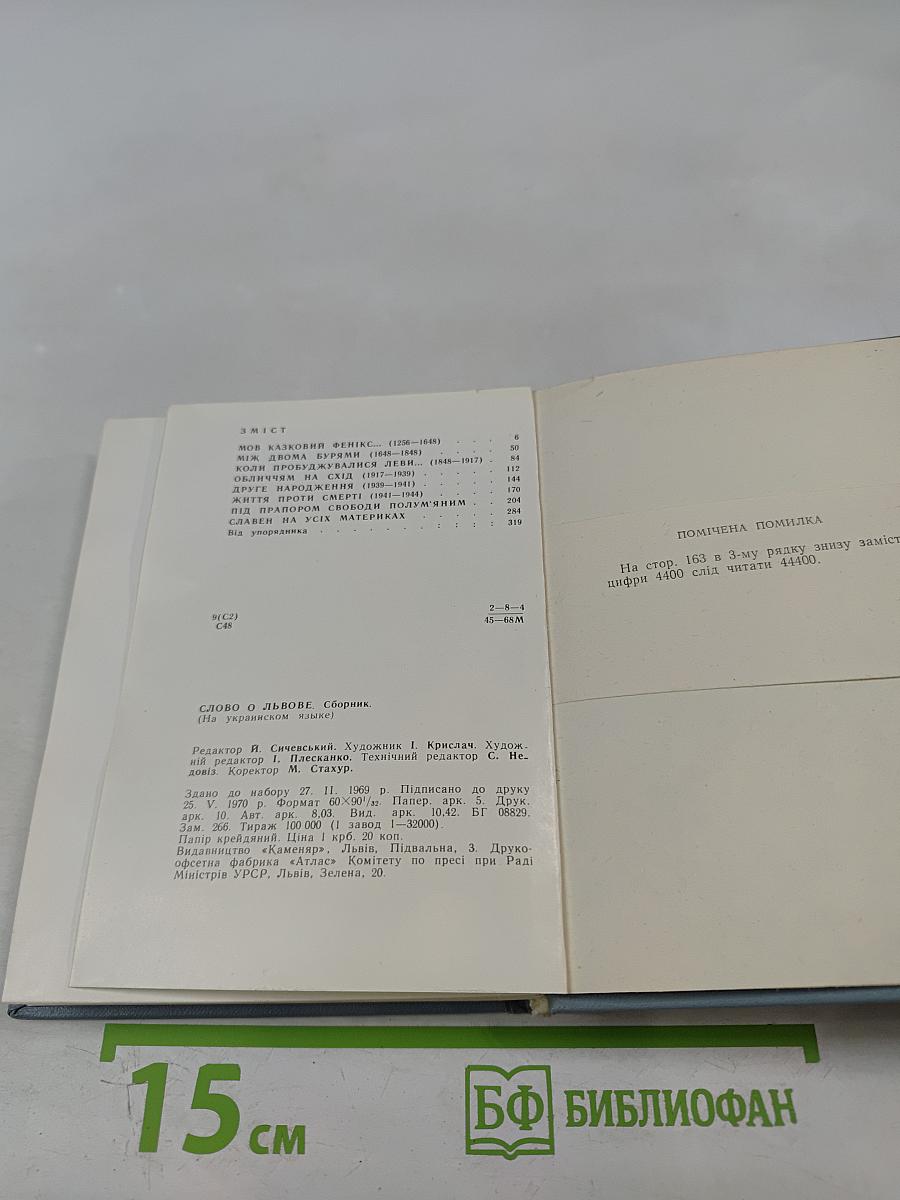 ЗМІСТ
МОВ КАЗКОВИЙ ФЕНІКС... (1256—1648) . . . 6
МІЖ ДВОМА БУРЯМИ (1648—1848) . . . . 50
КОЛИ ПРОБУДЖУВАЛИСЯ ЛЕВИ... (1848—1917) . 84
ОБЛИЧЧЯМ НА СХІД (1917—1939) . . . . . 112
ДРУГЕ НАРОДЖЕННЯ (1939—1941) . . . . . 144
ЖИТТЯ ПРОТИ СМЕРТІ (1941—1944) . . . . 170
ПІД ПРАПОРОМ СВОБОДИ ПОЛУМ'ЯНИМ . . 204
СЛАВЕН НА УСІХ МАТЕРИКАХ . . . . . . 284
Від упорядника . . . . . . . : : : : 319
9(С2)
С48
2—8—4
45—68М
СЛОВО О ЛЬВОВЕ. Сборник.
(На украинском языке)
Редактор Й. Сичевський. Художник І. Крислач. Худож-
ній редактор І. Плесканко. Технічний редактор С. Не-
довіз. Коректор М. Стахур.
Здано до набору 27. II. 1969 р. Підписано до друку
25. V. 1970 р. Формат 60×90¹/₃₂. Папер. арк. 5. Друк.
арк. 10. Авт. арк. 8,03. Вид. арк. 10,42. БГ 08829.
Зам. 266. Тираж 100 000 (I завод 1—32000).
Папір крейдяний. Ціна 1 крб. 20 коп.
Видавництво «Каменяр», Львів, Підвальна, 3. Друко-
офсетна фабрика «Атлас» Комітету по пресі при Раді
Міністрів УРСР, Львів, Зелена, 20.
ПОМІЧЕНА ПОМИЛКА
На стор. 163 в 3-му рядку знизу заміст
цифри 4400 слід читати 44400.
15 см
БФ БИБЛИОФАН